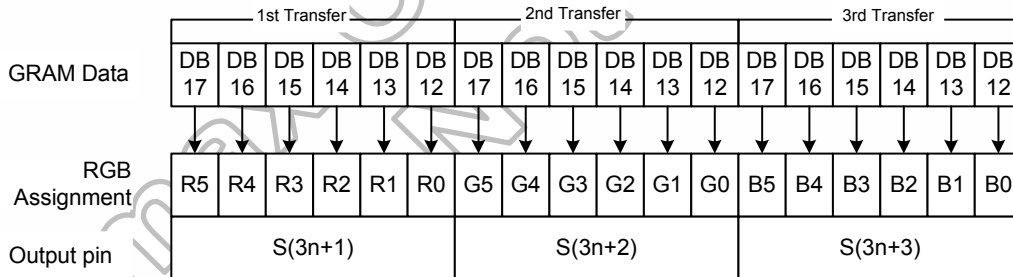 1st Transfer 2nd Transfer 3rd Transfer
GRAM Data DB 17 DB 16 DB 15 DB 14 DB 13 DB 12 DB 17 DB 16 DB 15 DB 14 DB 13 DB 12 DB 17 DB 16 DB 15 DB 14 DB 13 DB 12
RGB Assignment R5 R4 R3 R2 R1 R0 G5 G4 G3 G2 G1 G0 B5 B4 B3 B2 B1 B0
Output pin S(3n+1) S(3n+2) S(3n+3)